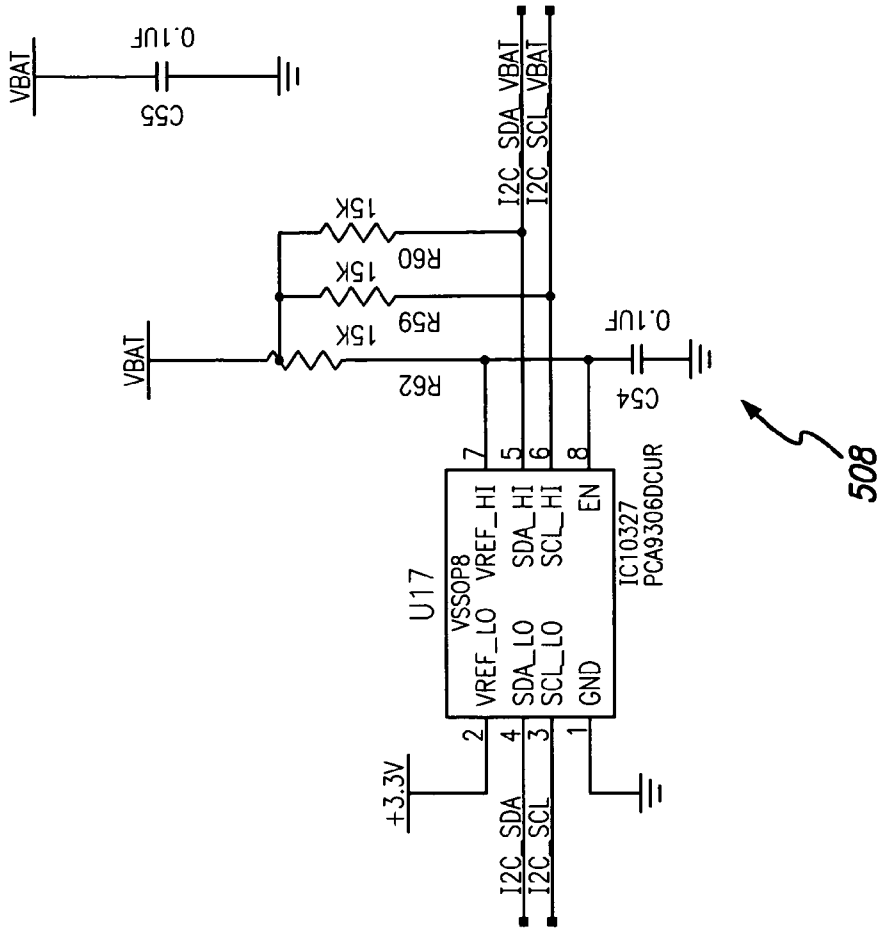 VBAT
0.1UF
C55
VBAT
15K
R60
15K
R59
15K
R62
I2C_SDA_VBAT
I2C_SCL_VBAT
0.1UF
C54
U17
VSSOP8
2 VREF_LO VREF_HI 7
4 SDA_LO SDA_HI 5
3 SCL_LO SCL_HI 6
1 GND EN 8
IC10327
PCA9306DCUR
+3.3V
I2C_SDA
I2C_SCL
508